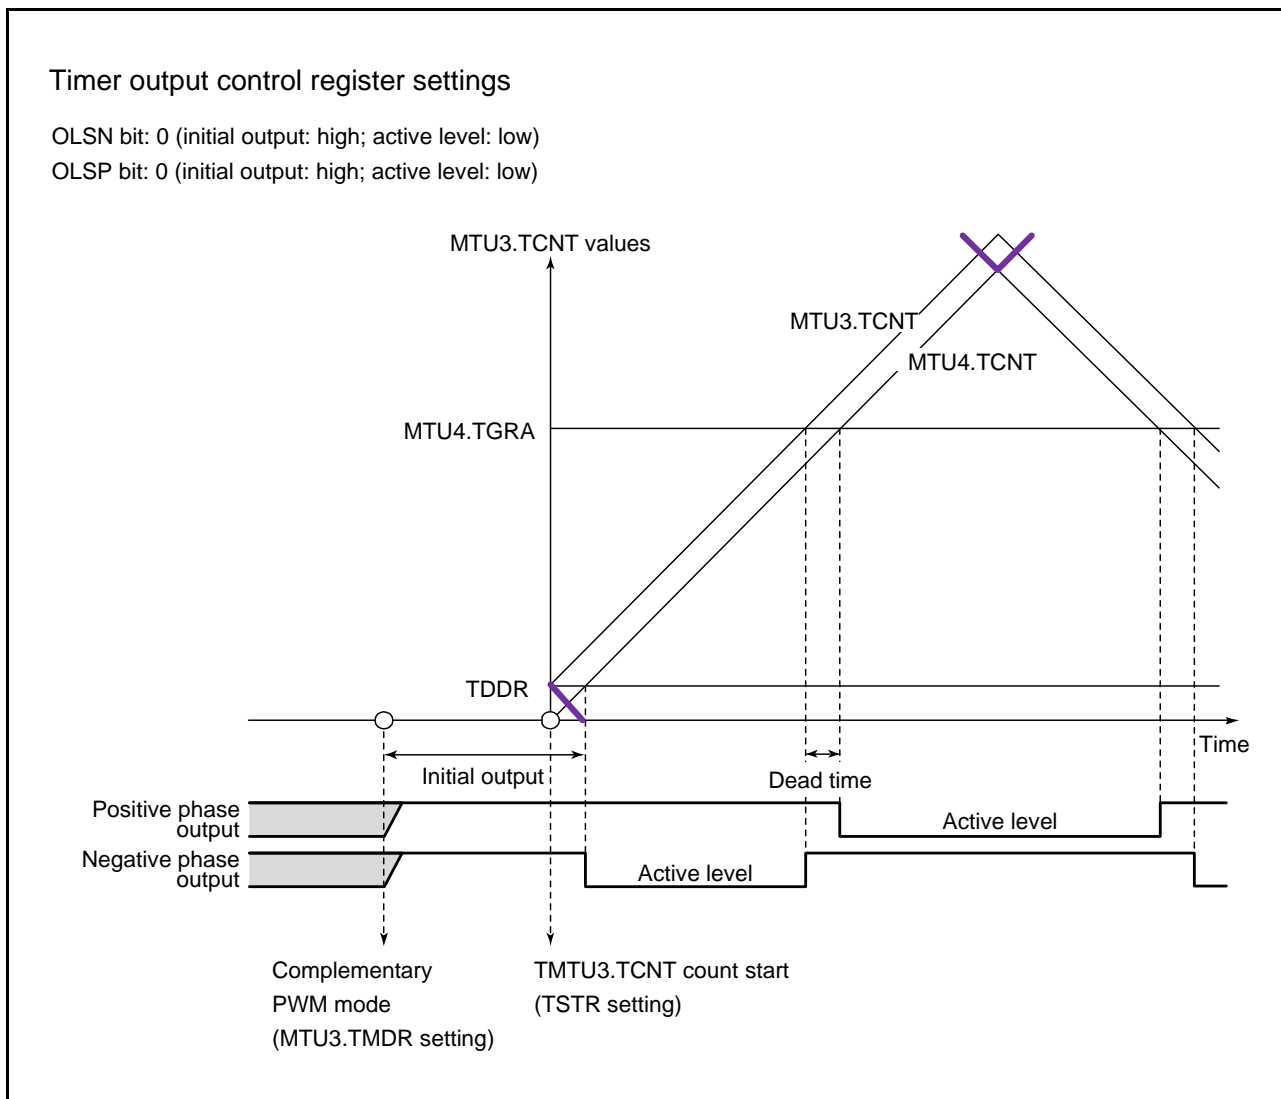 Timer output control register settings
OLSN bit: 0 (initial output: high; active level: low)
OLSP bit: 0 (initial output: high; active level: low)
MTU3.TCNT values
MTU3.TCNT
MTU4.TCNT
MTU4.TGRA
TDDR
Time
Initial output
Dead time
Positive phase
output
Active level
Negative phase
output
Active level
Complementary
PWM mode
(MTU3.TMDR setting)
TMTU3.TCNT count start
(TSTR setting)